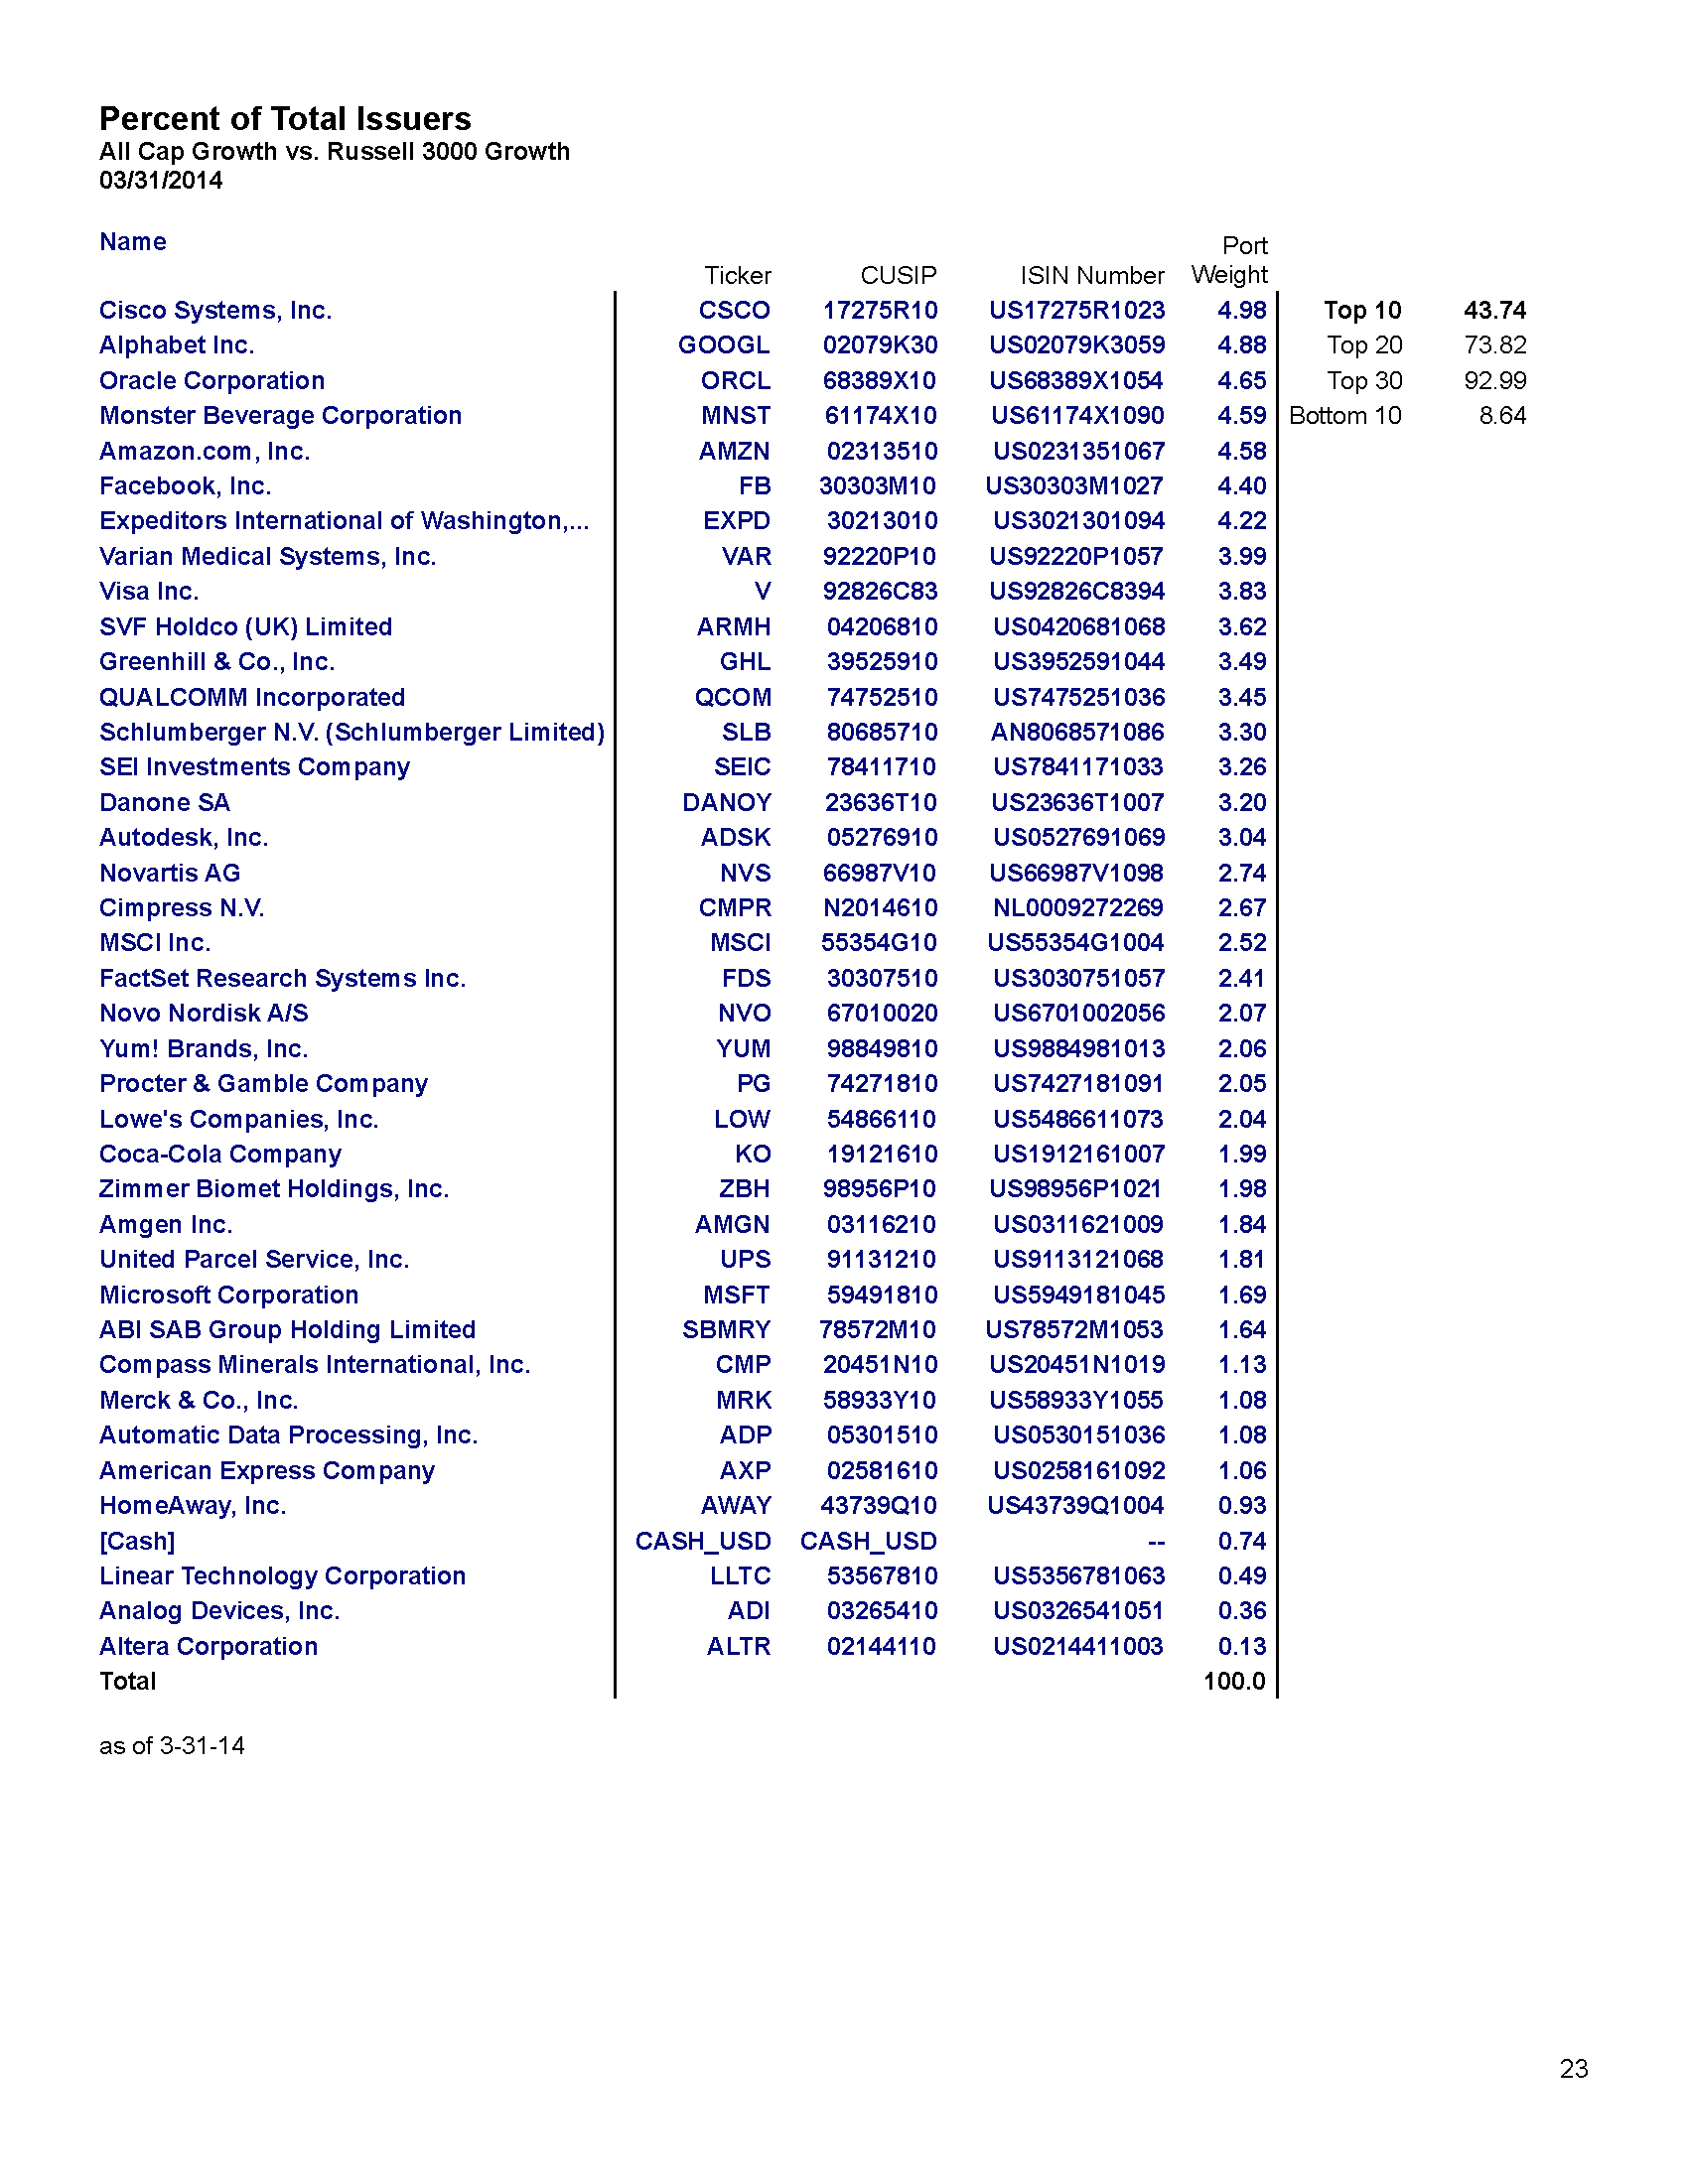 Percent of Total Issuers
All Cap Growth vs. Russell 3000 Growth
03/31/2014
Name Port
Ticker CUSIP ISIN Number Weight
Cisco Systems, Inc. CSCO 17275R10 US17275R1023 4.98 Top 10 43.74
Alphabet Inc. GOOGL 02079K30 US02079K3059 4.88 Top 20 73.82
Oracle Corporation ORCL 68389X10 US68389X1054 4.65 Top 30 92.99
Monster Beverage Corporation MNST 61174X10 US61174X1090 4.59 Bottom 10 8.64
Amazon.com, Inc. AMZN 02313510 US0231351067 4.58
Facebook, Inc. FB 30303M10 US30303M1027 4.40
Expeditors International of Washington,... EXPD 30213010 US3021301094 4.22
Varian Medical Systems, Inc. VAR 92220P10 US92220P1057 3.99
Visa Inc. V 92826C83 US92826C8394 3.83
SVF Holdco (UK) Limited ARMH 04206810 US0420681068 3.62
Greenhill & Co., Inc. GHL 39525910 US3952591044 3.49
QUALCOMM Incorporated QCOM 74752510 US7475251036 3.45
Schlumberger N.V. (Schlumberger Limited) SLB 80685710 AN8068571086 3.30
SEI Investments Company SEIC 78411710 US7841171033 3.26
Danone SA DANOY 23636T10 US23636T1007 3.20
Autodesk, Inc. ADSK 05276910 US0527691069 3.04
Novartis AG NVS 66987V10 US66987V1098 2.74
Cimpress N.V. CMPR N2014610 NL0009272269 2.67
MSCI Inc. MSCI 55354G10 US55354G1004 2.52
FactSet Research Systems Inc. FDS 30307510 US3030751057 2.41
Novo Nordisk A/S NVO 67010020 US6701002056 2.07
Yum! Brands, Inc. YUM 98849810 US9884981013 2.06
Procter & Gamble Company PG 74271810 US7427181091 2.05
Lowe's Companies, Inc. LOW 54866110 US5486611073 2.04
Coca-Cola Company KO 19121610 US1912161007 1.99
Zimmer Biomet Holdings, Inc. ZBH 98956P10 US98956P1021 1.98
Amgen Inc. AMGN 03116210 US0311621009 1.84
United Parcel Service, Inc. UPS 91131210 US9113121068 1.81
Microsoft Corporation MSFT 59491810 US5949181045 1.69
ABI SAB Group Holding Limited SBMRY 78572M10 US78572M1053 1.64
Compass Minerals International, Inc. CMP 20451N10 US20451N1019 1.13
Merck & Co., Inc. MRK 58933Y10 US58933Y1055 1.08
Automatic Data Processing, Inc. ADP 05301510 US0530151036 1.08
American Express Company AXP 02581610 US0258161092 1.06
HomeAway, Inc. AWAY 43739Q10 US43739Q1004 0.93
[Cash] CASH_USD CASH_USD -- 0.74
Linear Technology Corporation LLTC 53567810 US5356781063 0.49
Analog Devices, Inc. ADI 03265410 US0326541051 0.36
Altera Corporation ALTR 02144110 US0214411003 0.13
Total 100.0
as of 3-31-14
23